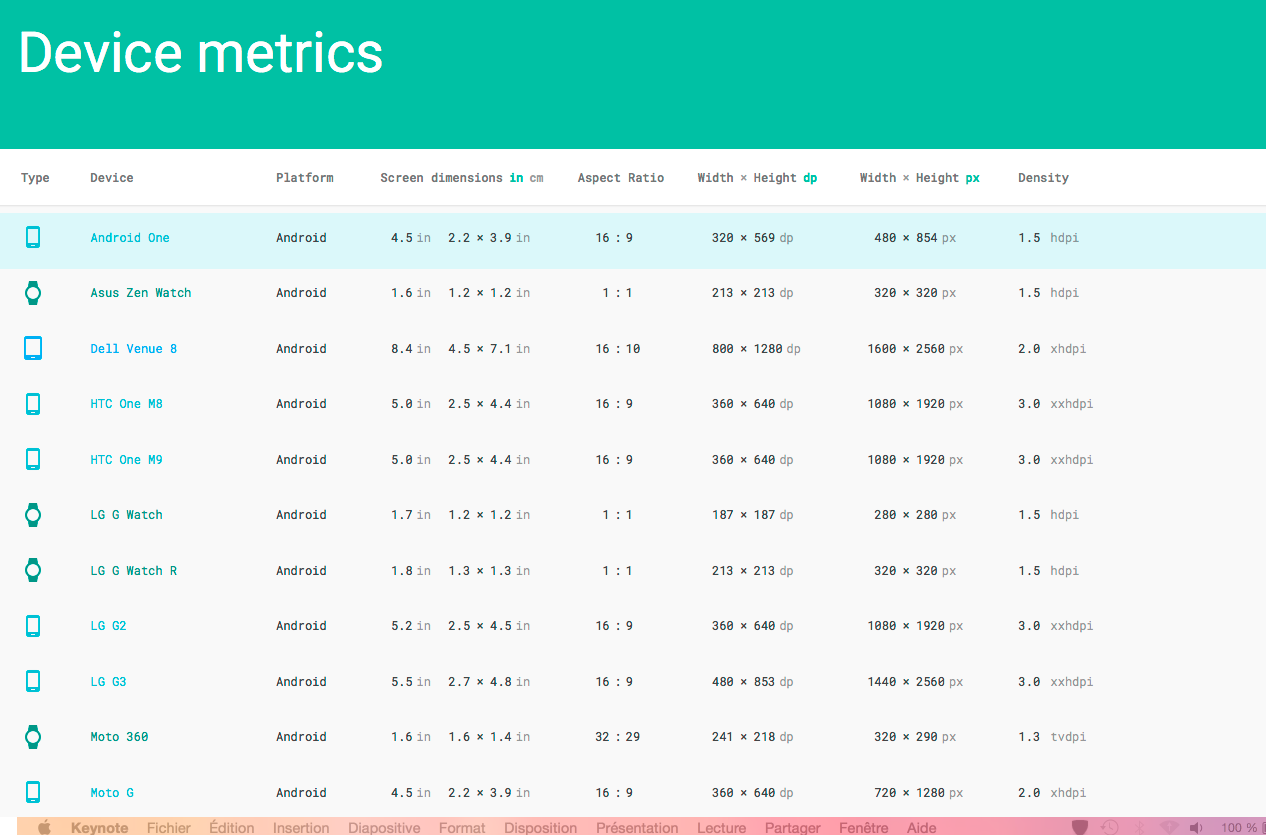 Device metrics
Type Device Platform Screen dimensions in cm Aspect Ratio Width × Height dp Width × Height px Density
Android One Android 4.5 in 2.2 × 3.9 in 16 : 9 320 × 569 dp 480 × 854 px 1.5 hdpi
Asus Zen Watch Android 1.6 in 1.2 × 1.2 in 1 : 1 213 × 213 dp 320 × 320 px 1.5 hdpi
Dell Venue 8 Android 8.4 in 4.5 × 7.1 in 16 : 10 800 × 1280 dp 1600 × 2560 px 2.0 xhdpi
HTC One M8 Android 5.0 in 2.5 × 4.4 in 16 : 9 360 × 640 dp 1080 × 1920 px 3.0 xxhdpi
HTC One M9 Android 5.0 in 2.5 × 4.4 in 16 : 9 360 × 640 dp 1080 × 1920 px 3.0 xxhdpi
LG G Watch Android 1.7 in 1.2 × 1.2 in 1 : 1 187 × 187 dp 280 × 280 px 1.5 hdpi
LG G Watch R Android 1.8 in 1.3 × 1.3 in 1 : 1 213 × 213 dp 320 × 320 px 1.5 hdpi
LG G2 Android 5.2 in 2.5 × 4.5 in 16 : 9 360 × 640 dp 1080 × 1920 px 3.0 xxhdpi
LG G3 Android 5.5 in 2.7 × 4.8 in 16 : 9 480 × 853 dp 1440 × 2560 px 3.0 xxhdpi
Moto 360 Android 1.6 in 1.6 × 1.4 in 32 : 29 241 × 218 dp 320 × 290 px 1.3 tvdpi
Moto G Android 4.5 in 2.2 × 3.9 in 16 : 9 360 × 640 dp 720 × 1280 px 2.0 xhdpi
Keynote Fichier Édition Insertion Diapositive Format Disposition Présentation Lecture Partager Fenêtre Aide 100 %